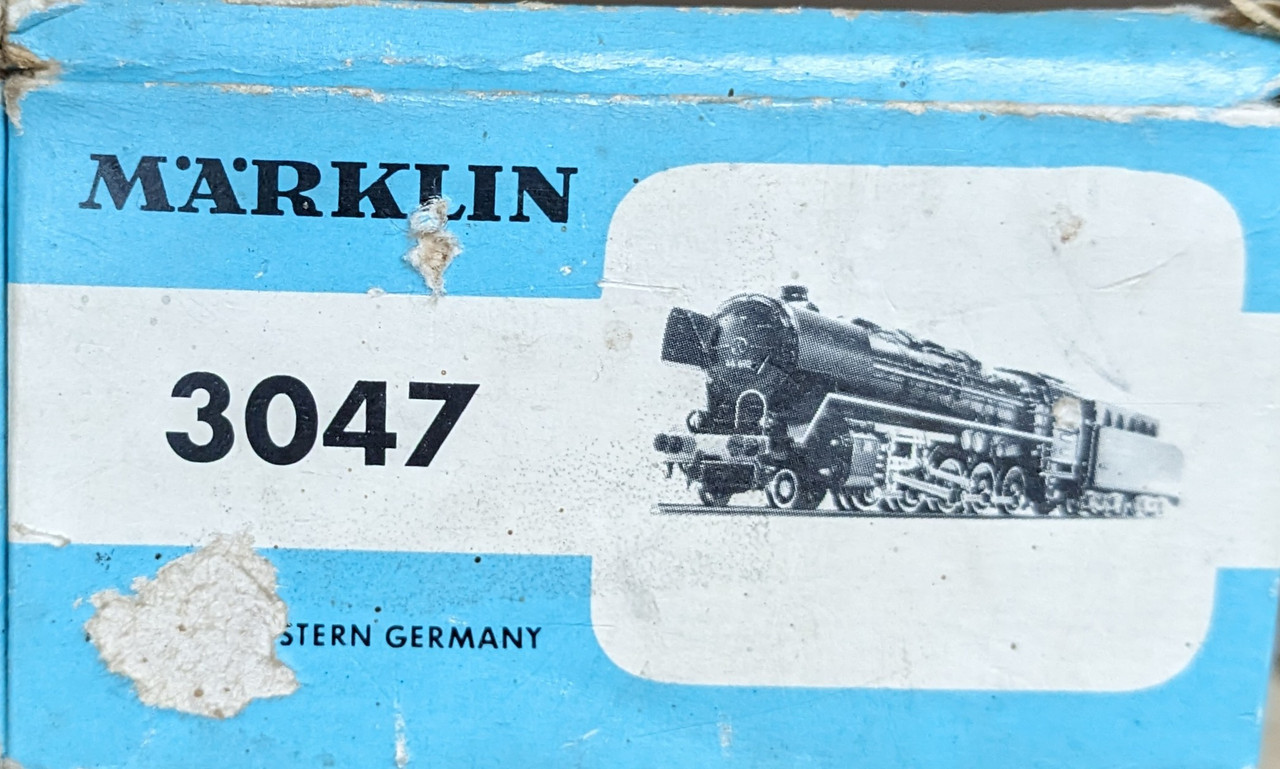 MÄRKLIN
3047
STERN GERMANY